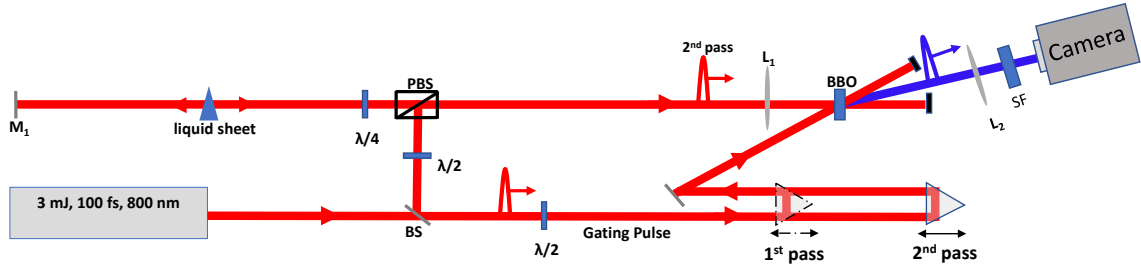 2nd pass
L1
BBO
Camera
PBS
M1
liquid sheet
λ/4
SF
L2
λ/2
3 mJ, 100 fs, 800 nm
BS
λ/2
Gating Pulse
1st pass
2nd pass